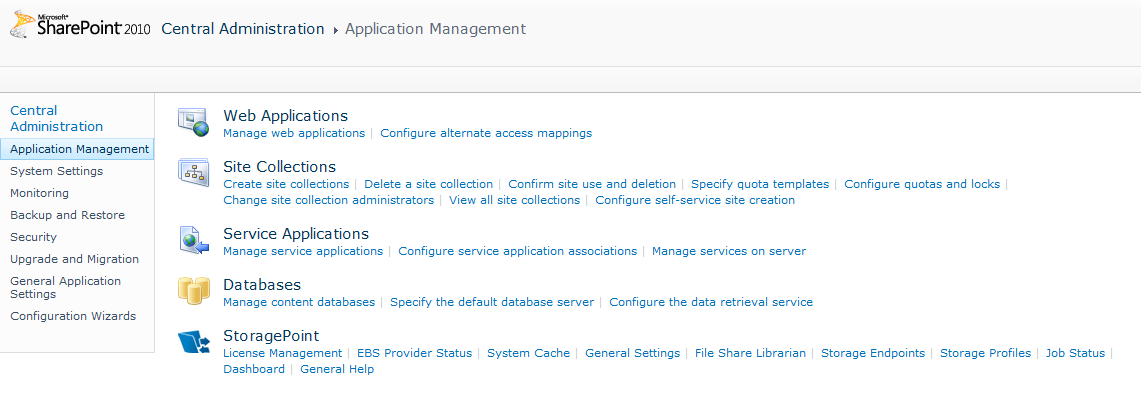 Microsoft®
SharePoint 2010 Central Administration ▸ Application Management
Central
Administration
Application Management
System Settings
Monitoring
Backup and Restore
Security
Upgrade and Migration
General Application
Settings
Configuration Wizards
Web Applications
Manage web applications | Configure alternate access mappings
Site Collections
Create site collections | Delete a site collection | Confirm site use and deletion | Specify quota templates | Configure quotas and locks |
Change site collection administrators | View all site collections | Configure self-service site creation
Service Applications
Manage service applications | Configure service application associations | Manage services on server
Databases
Manage content databases | Specify the default database server | Configure the data retrieval service
StoragePoint
License Management | EBS Provider Status | System Cache | General Settings | File Share Librarian | Storage Endpoints | Storage Profiles | Job Status |
Dashboard | General Help